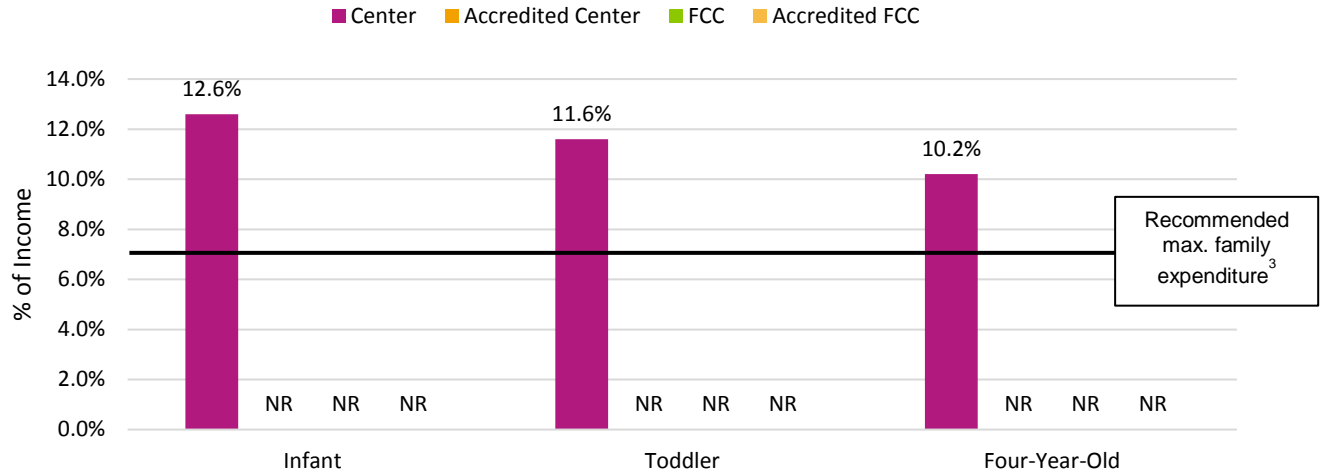 Center Accredited Center FCC Accredited FCC
14.0%
12.0%
10.0%
8.0%
6.0%
4.0%
2.0%
0.0%
% of Income
12.6%
NR NR NR
11.6%
NR NR NR
10.2%
NR NR NR
Recommended
max. family
expenditure3
Infant Toddler Four-Year-Old